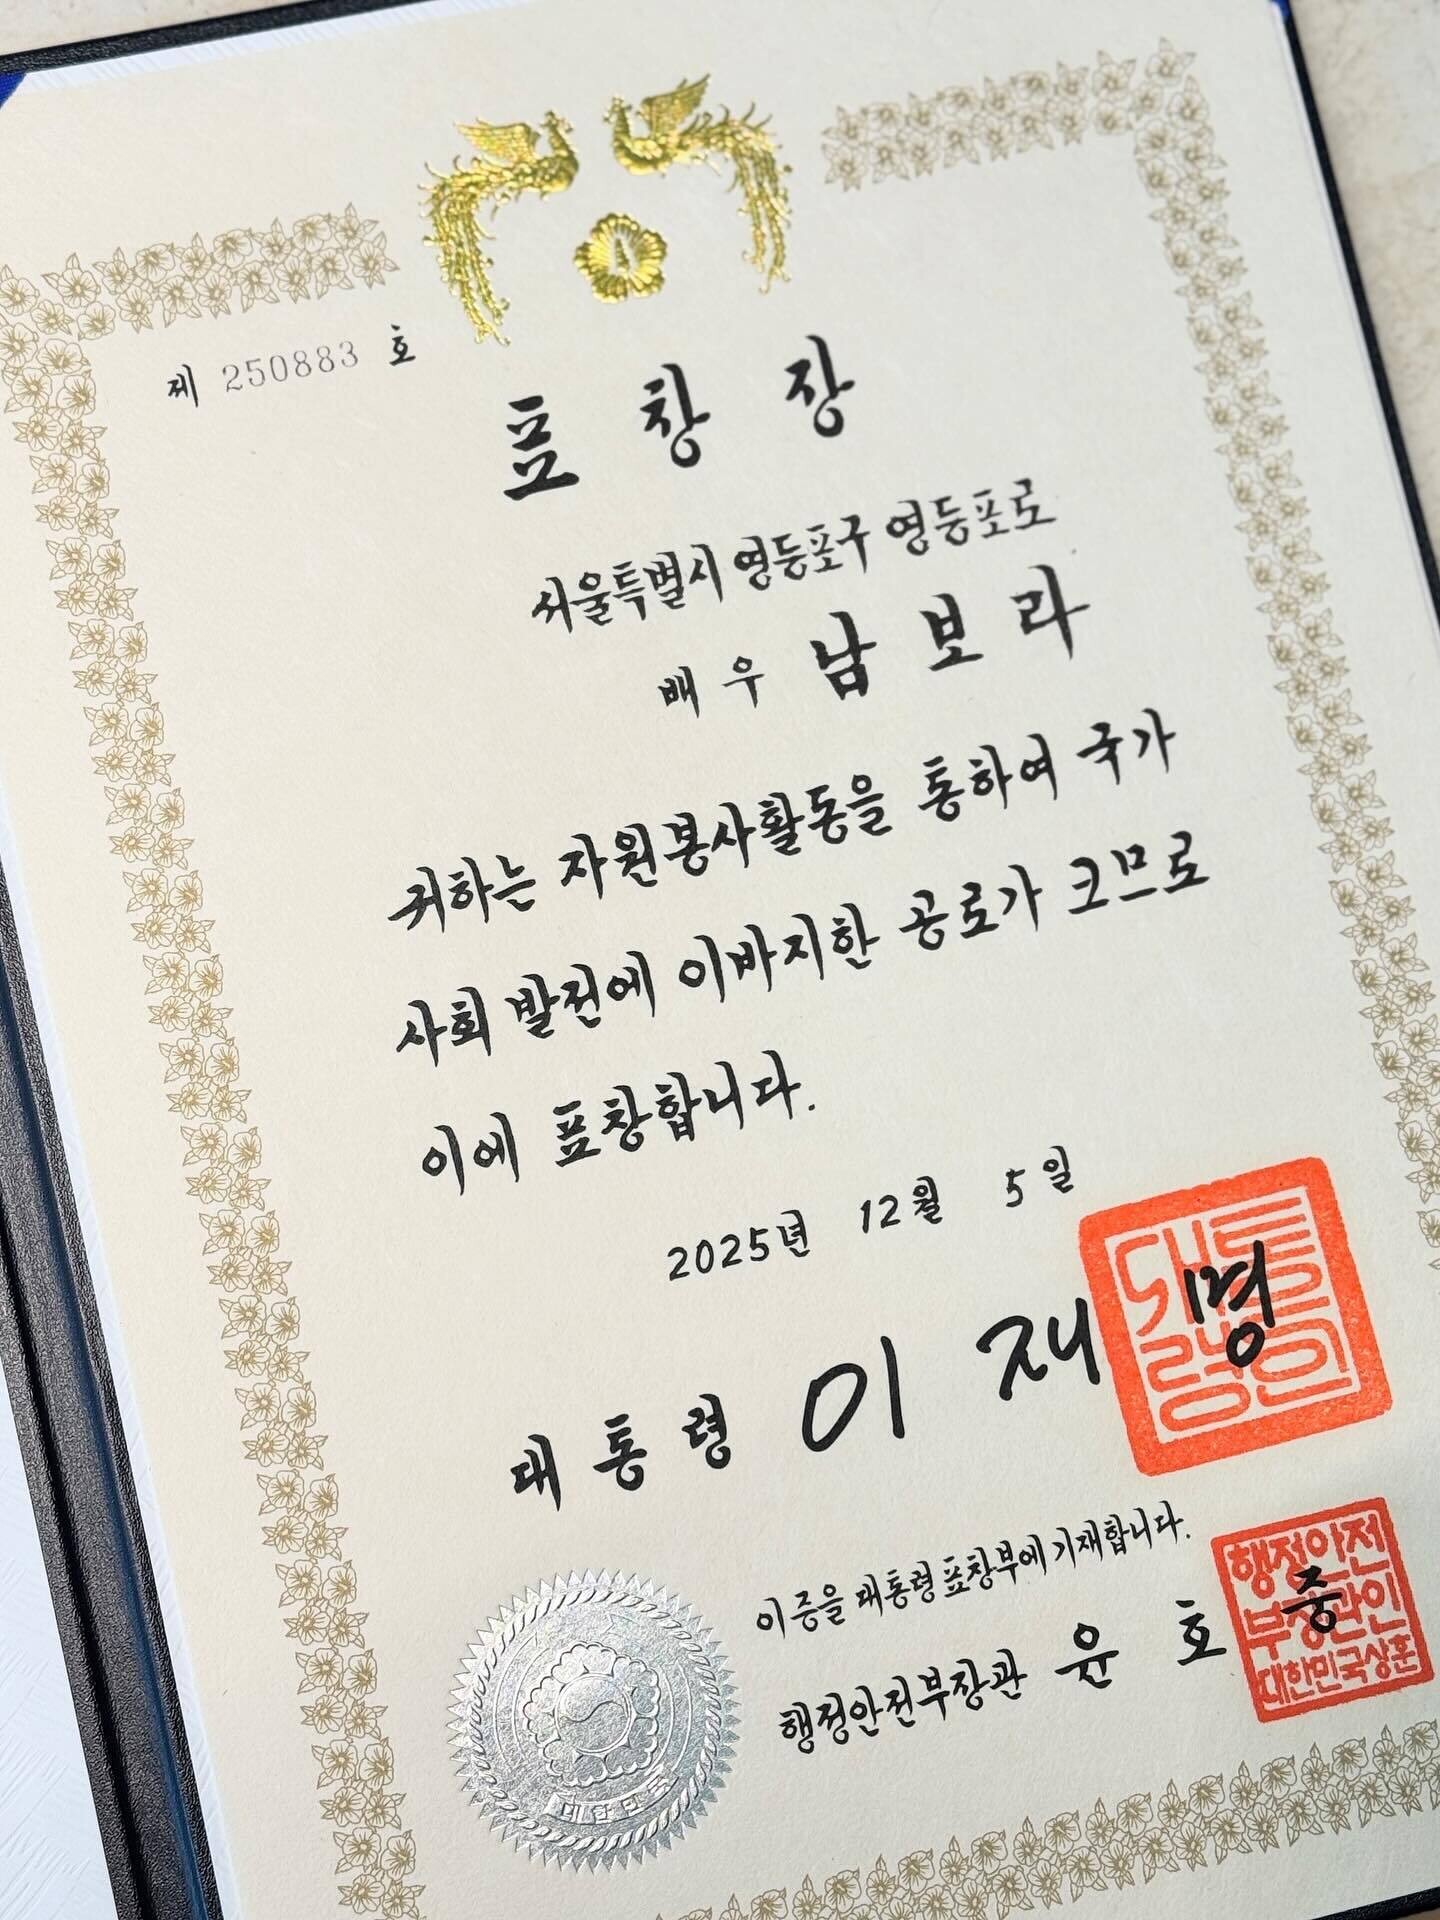 제 250883 호
표창장
서울특별시 영등포구 영등포로
배우 남보라
귀하는 자원봉사활동을 통하여 국가
사회 발전에 이바지한 공로가 크므로
이에 표창합니다.
2025년 12월 5일
대통령 이재명
대통령인
이 증을 대통령 표창부에 기재합니다.
행정안전부장관 윤호중
행정안전
부장관인
대한민국상훈
대한민국